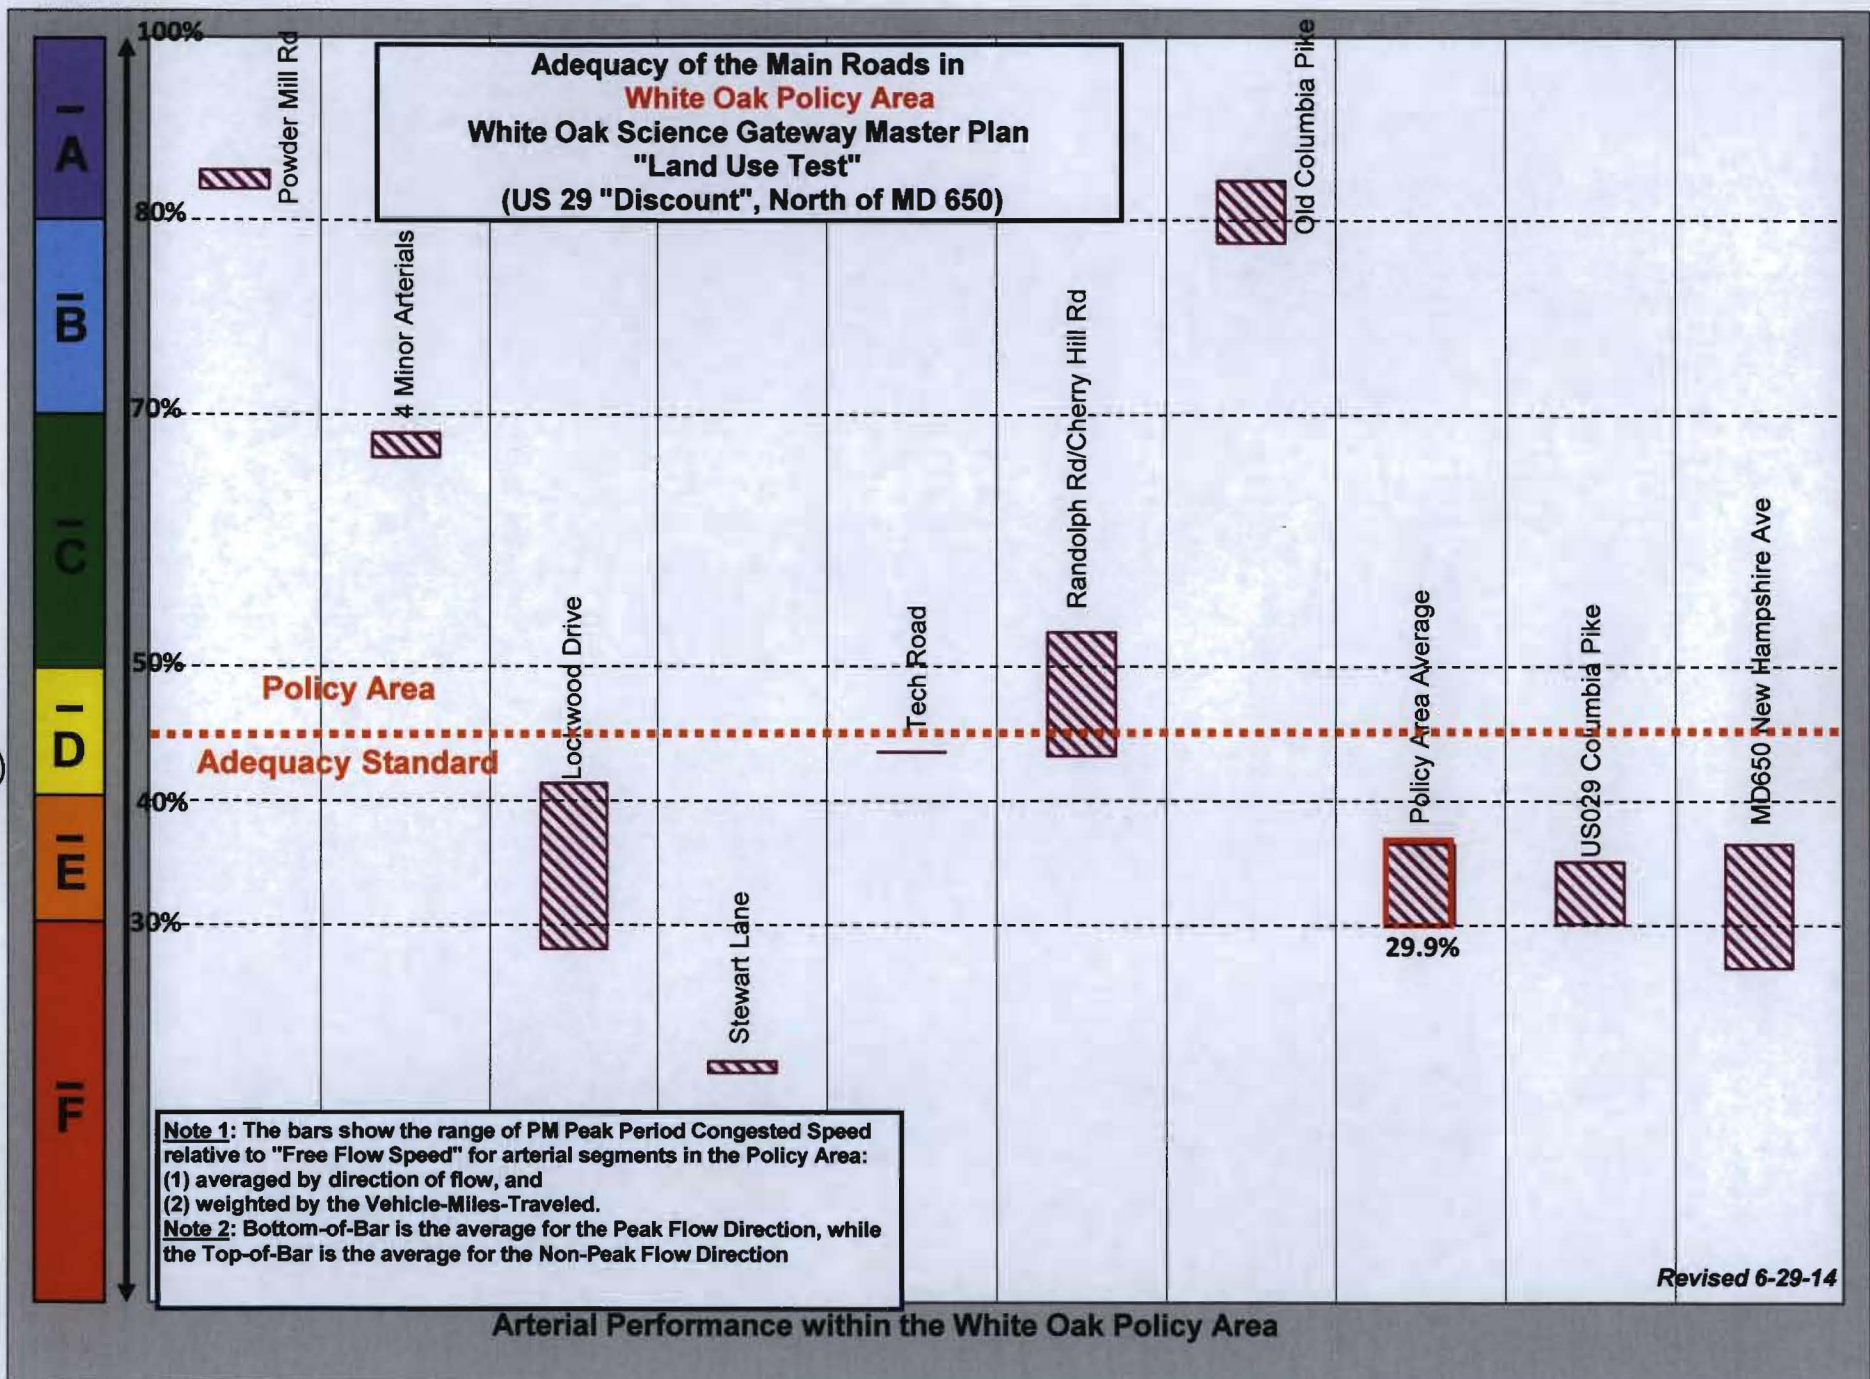 100%
80%
70%
50%
40%
30%
A
B
C
D
E
F
Adequacy of the Main Roads in
White Oak Policy Area
White Oak Science Gateway Master Plan
"Land Use Test"
(US 29 "Discount", North of MD 650)
Powder Mill Rd
4 Minor Arterials
Lockwood Drive
Stewart Lane
Tech Road
Randolph Rd/Cherry Hill Rd
Old Columbia Pike
Policy Area Average
US029 Columbia Pike
MD650 New Hampshire Ave
Policy Area
Adequacy Standard
29.9%
Note 1: The bars show the range of PM Peak Period Congested Speed
relative to "Free Flow Speed" for arterial segments in the Policy Area:
(1) averaged by direction of flow, and
(2) weighted by the Vehicle-Miles-Traveled.
Note 2: Bottom-of-Bar is the average for the Peak Flow Direction, while
the Top-of-Bar is the average for the Non-Peak Flow Direction
Revised 6-29-14
Arterial Performance within the White Oak Policy Area